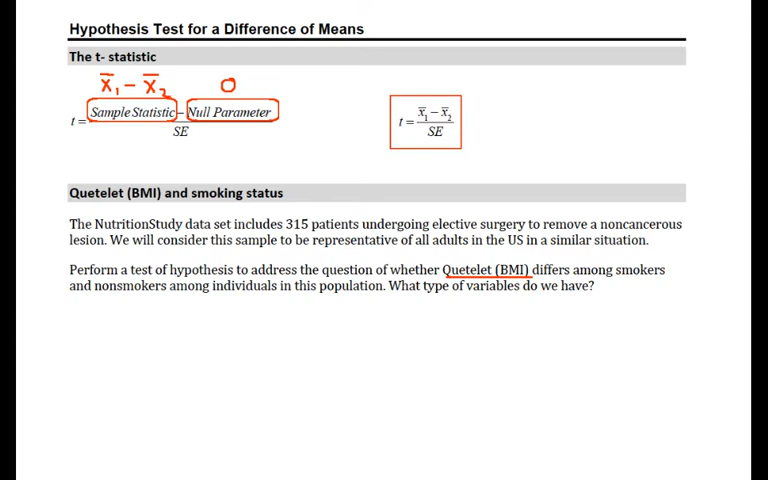 Hypothesis Test for a Difference of Means
The t- statistic
x̄₁ − x̄₂ 0
t = Sample Statistic − Null Parameter / SE
t = x̄₁ − x̄₂ / SE
Quetelet (BMI) and smoking status
The NutritionStudy data set includes 315 patients undergoing elective surgery to remove a noncancerous
lesion. We will consider this sample to be representative of all adults in the US in a similar situation.
Perform a test of hypothesis to address the question of whether Quetelet (BMI) differs among smokers
and nonsmokers among individuals in this population. What type of variables do we have?